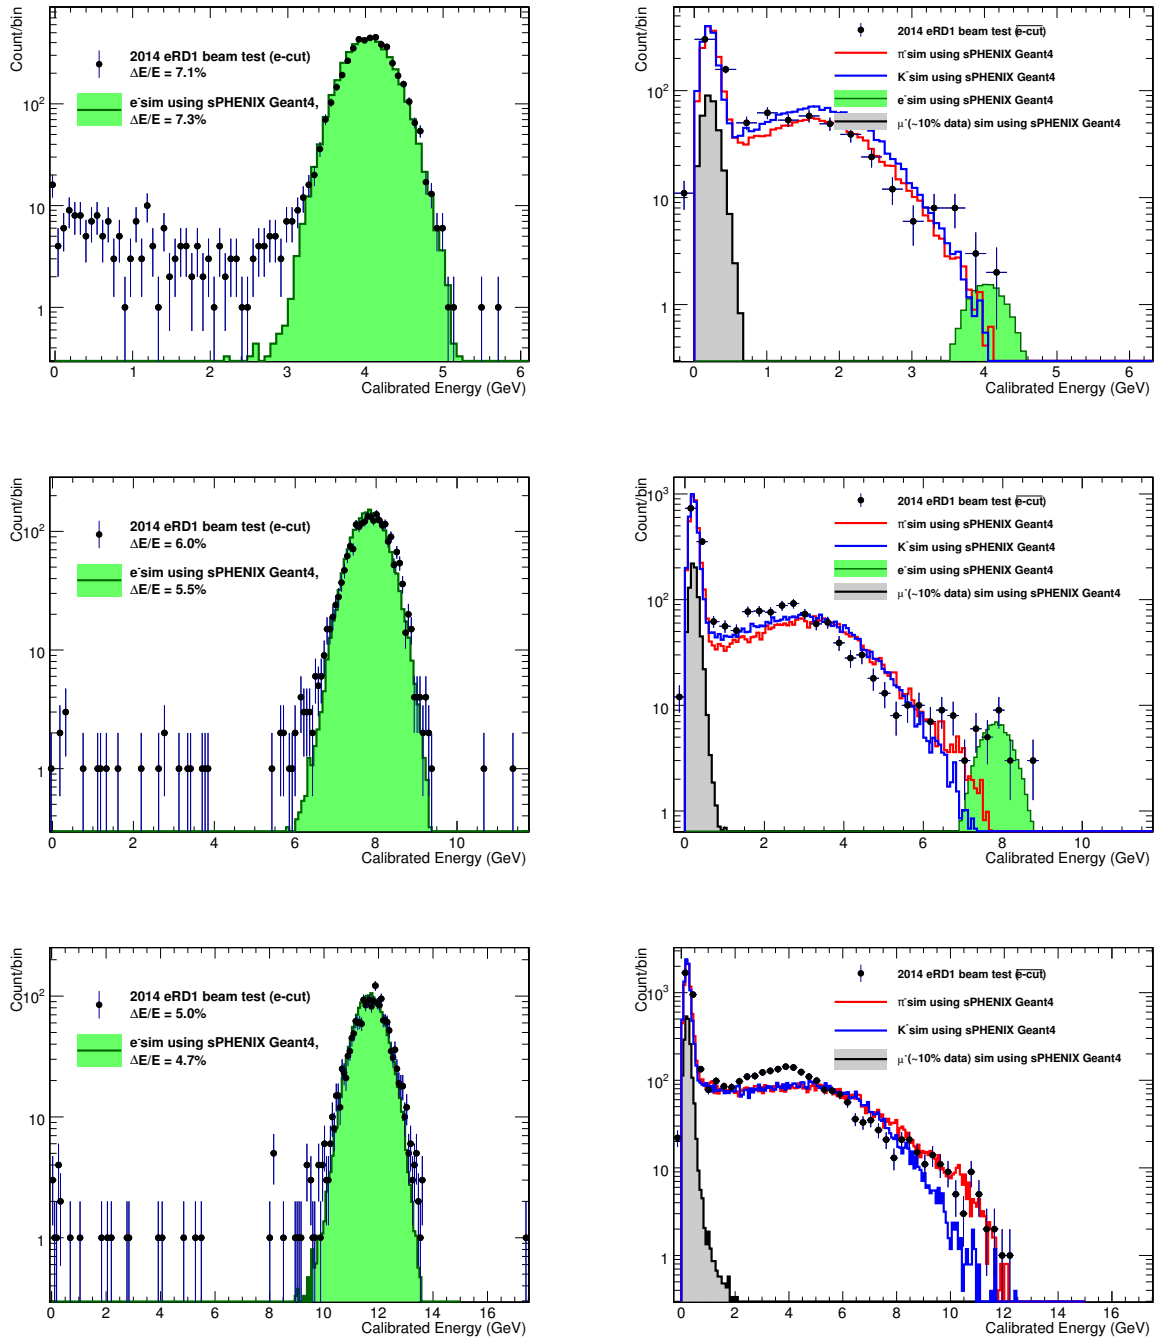 Count/bin
2014 eRD1 beam test (e-cut)
ΔE/E = 7.1%
e⁻sim using sPHENIX Geant4,
ΔE/E = 7.3%
10²
10
1
0 1 2 3 4 5 6
Calibrated Energy (GeV)
Count/bin
2014 eRD1 beam test (e-cut)
π⁻sim using sPHENIX Geant4
K⁻sim using sPHENIX Geant4
e⁻sim using sPHENIX Geant4
μ⁻(~10% data) sim using sPHENIX Geant4
10²
10
1
0 1 2 3 4 5 6
Calibrated Energy (GeV)
Count/bin
2014 eRD1 beam test (e-cut)
ΔE/E = 6.0%
e⁻sim using sPHENIX Geant4,
ΔE/E = 5.5%
10²
10
1
0 2 4 6 8 10
Calibrated Energy (GeV)
Count/bin
10³
2014 eRD1 beam test (e-cut)
π⁻sim using sPHENIX Geant4
K⁻sim using sPHENIX Geant4
e⁻sim using sPHENIX Geant4
μ⁻(~10% data) sim using sPHENIX Geant4
10²
10
1
0 2 4 6 8 10
Calibrated Energy (GeV)
Count/bin
2014 eRD1 beam test (e-cut)
ΔE/E = 5.0%
e⁻sim using sPHENIX Geant4,
ΔE/E = 4.7%
10²
10
1
0 2 4 6 8 10 12 14 16
Calibrated Energy (GeV)
Count/bin
2014 eRD1 beam test (e-cut)
π⁻sim using sPHENIX Geant4
K⁻sim using sPHENIX Geant4
μ⁻(~10% data) sim using sPHENIX Geant4
10³
10²
10
1
0 2 4 6 8 10 12 14 16
Calibrated Energy (GeV)